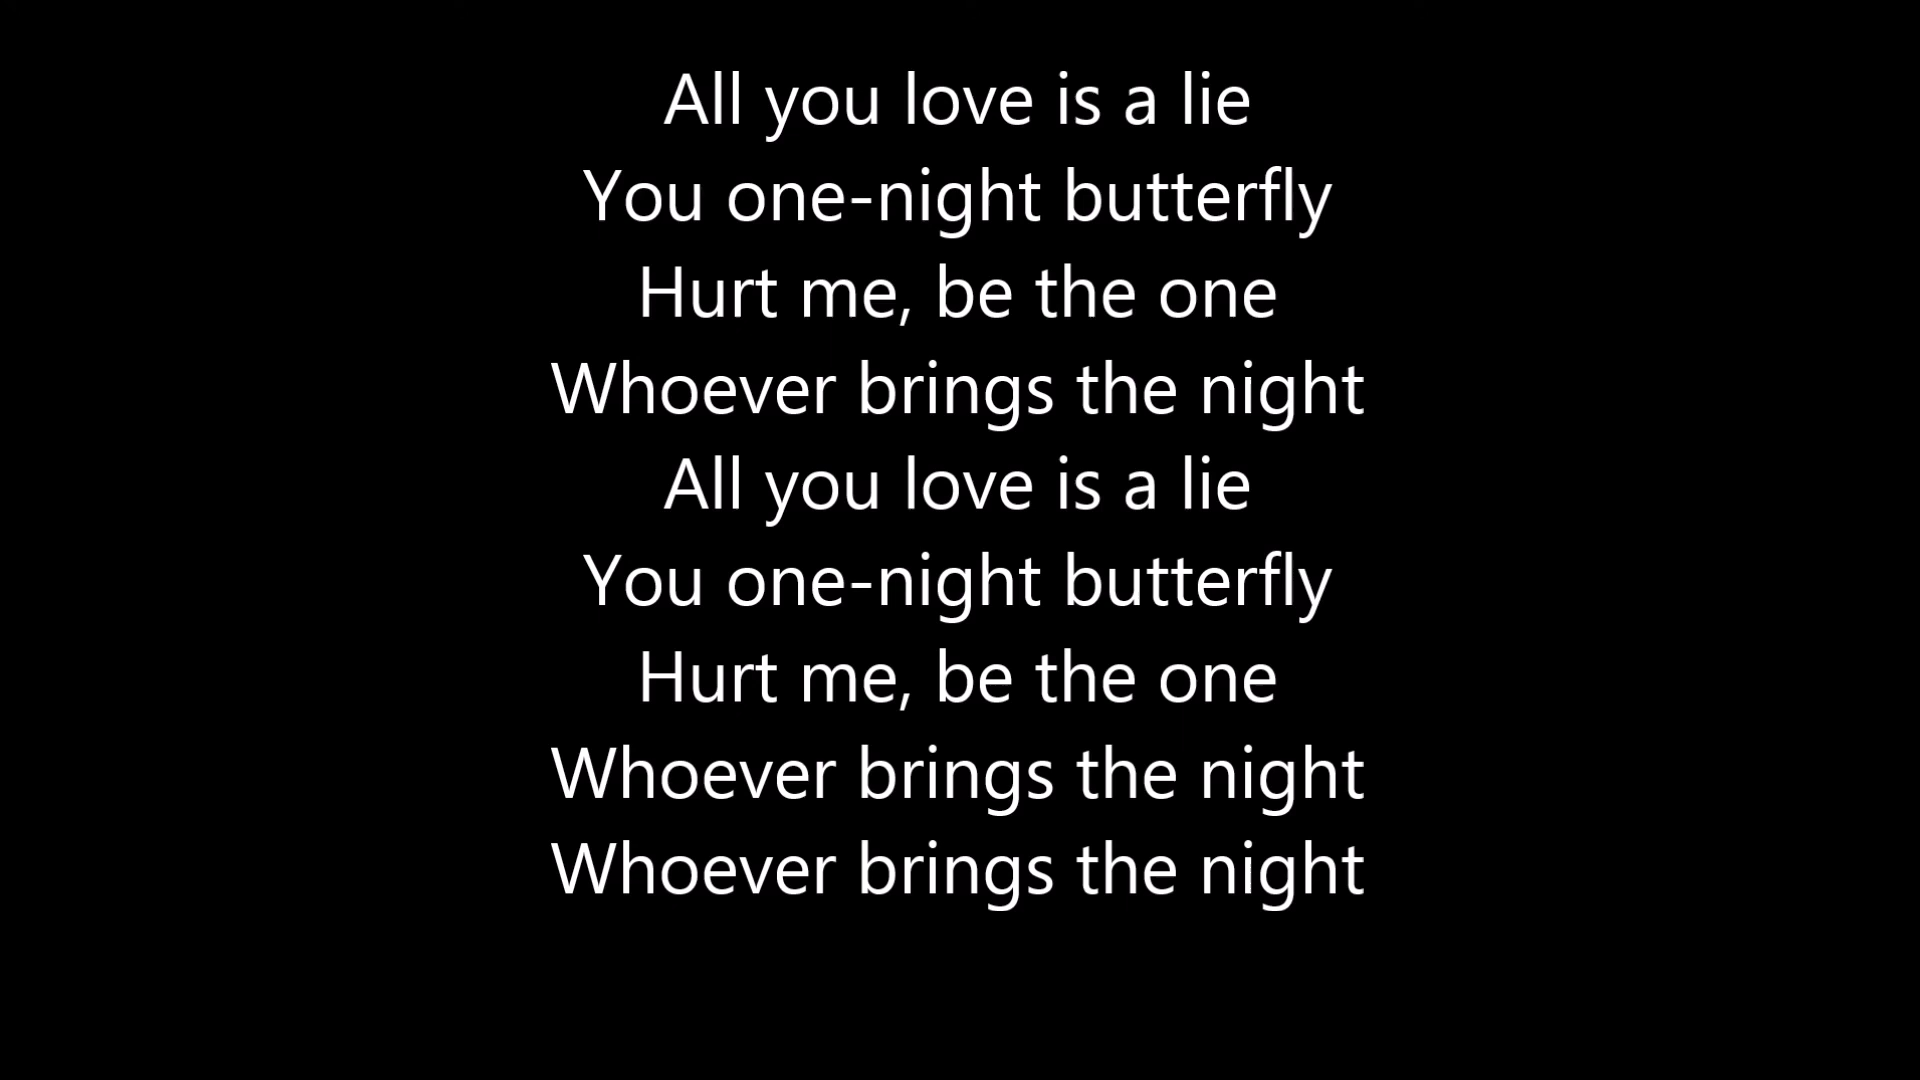 All you love is a lie
You one-night butterfly
Hurt me, be the one
Whoever brings the night
All you love is a lie
You one-night butterfly
Hurt me, be the one
Whoever brings the night
Whoever brings the night